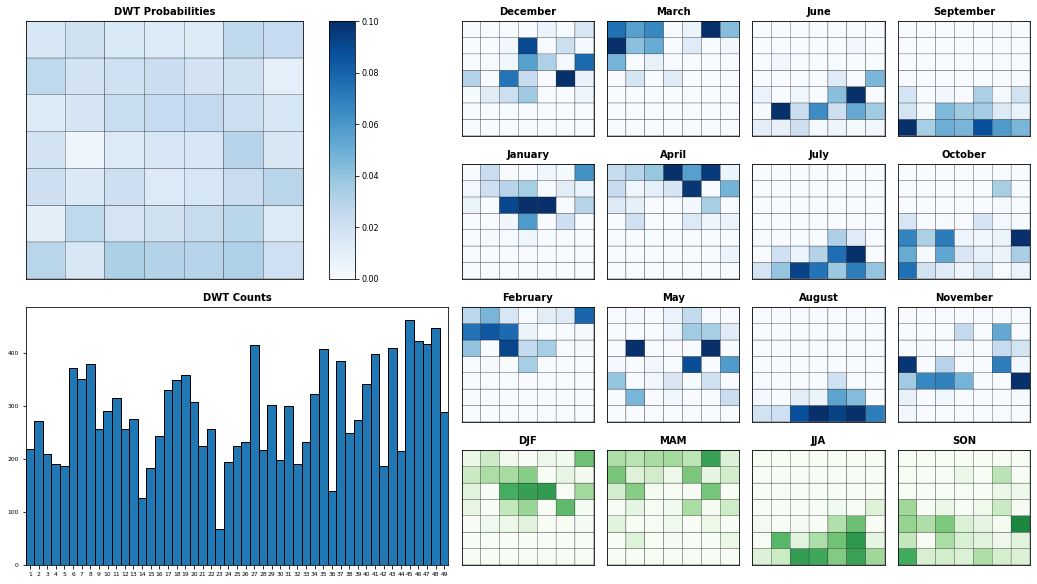 DWT Probabilities
0.10
0.08
0.06
0.04
0.02
0.00
December
March
June
September
January
April
July
October
February
May
August
November
DJF
MAM
JJA
SON
DWT Counts
400
300
200
100
0
1 2 3 4 5 6 7 8 9 10 11 12 13 14 15 16 17 18 19 20 21 22 23 24 25 26 27 28 29 30 31 32 33 34 35 36 37 38 39 40 41 42 43 44 45 46 47 48 49